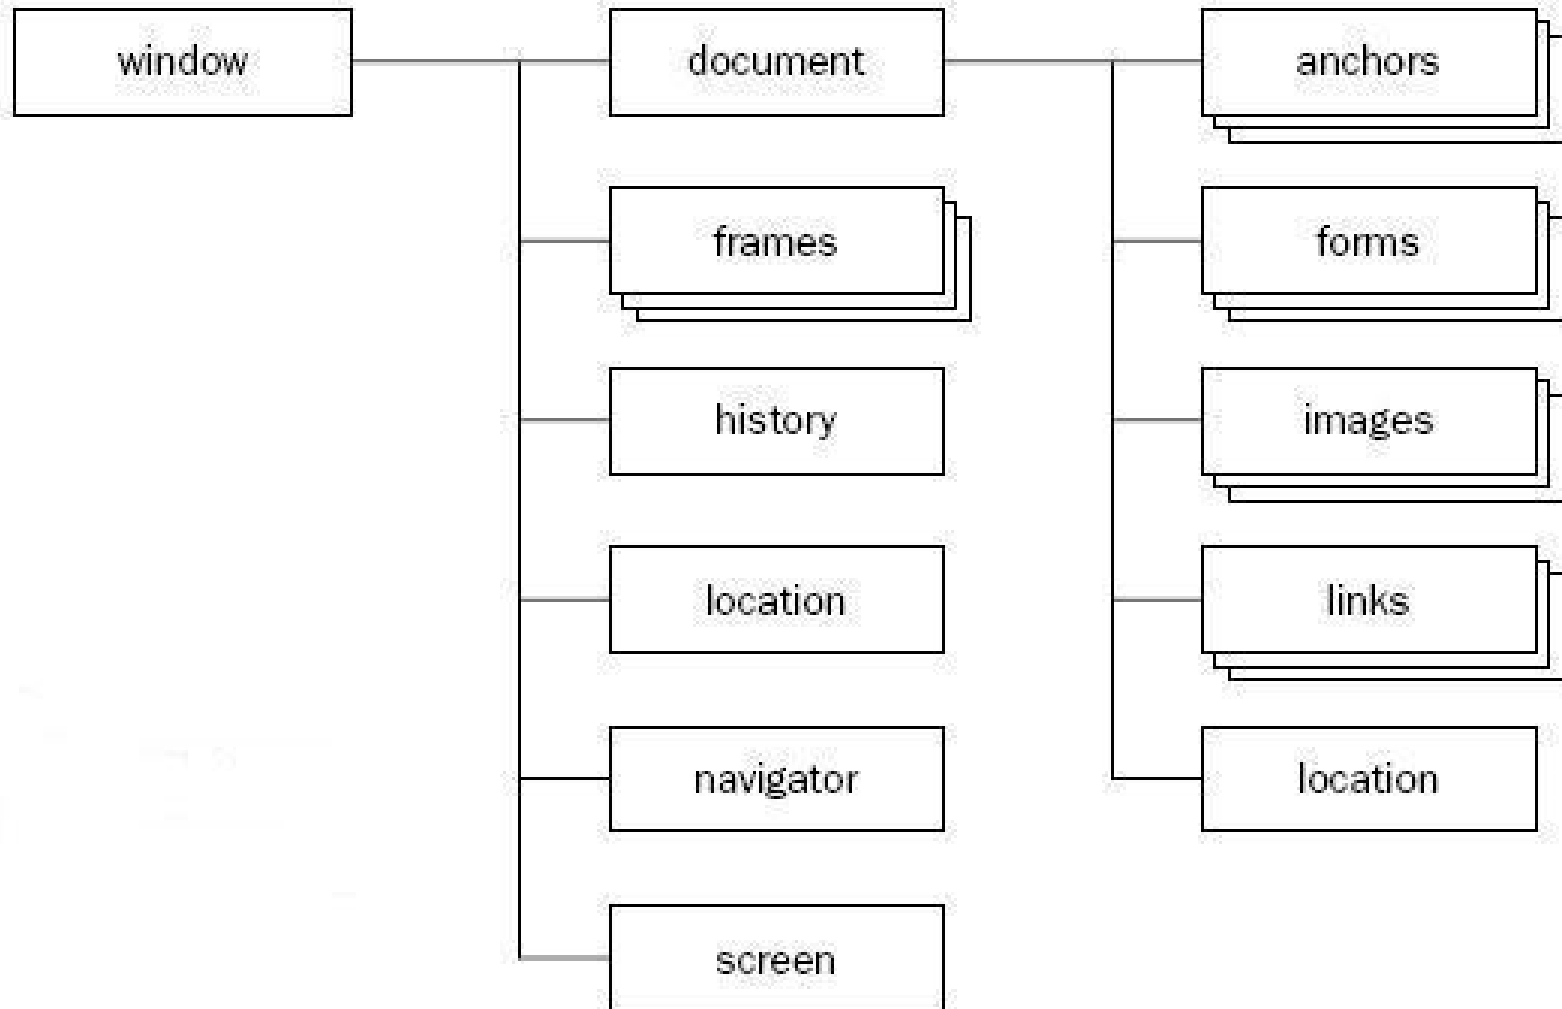 window
document
anchors
frames
forms
history
images
location
links
navigator
location
screen